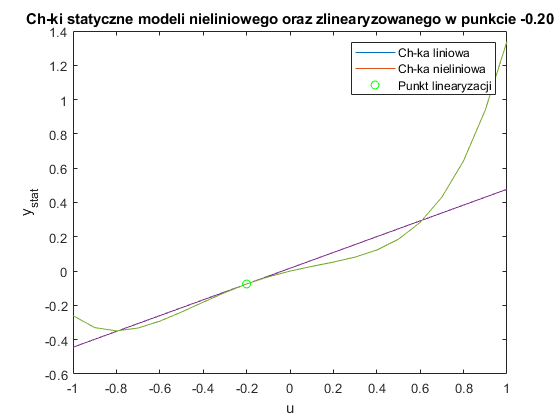 Ch-ki statyczne modeli nieliniowego oraz zlinearyzowanego w punkcie -0.20
Ch-ka liniowa
Ch-ka nieliniowa
Punkt linearyzacji
1.4
1.2
1
0.8
0.6
0.4
0.2
0
-0.2
-0.4
-0.6
y_stat
-1 -0.8 -0.6 -0.4 -0.2 0 0.2 0.4 0.6 0.8 1
u